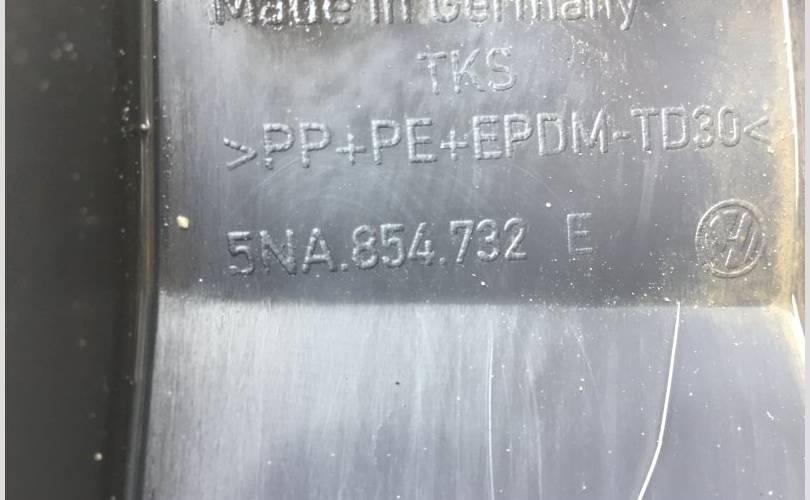 Made in Germany
TKS
>PP+PE+EPDM-TD30<
5NA.854.732 E